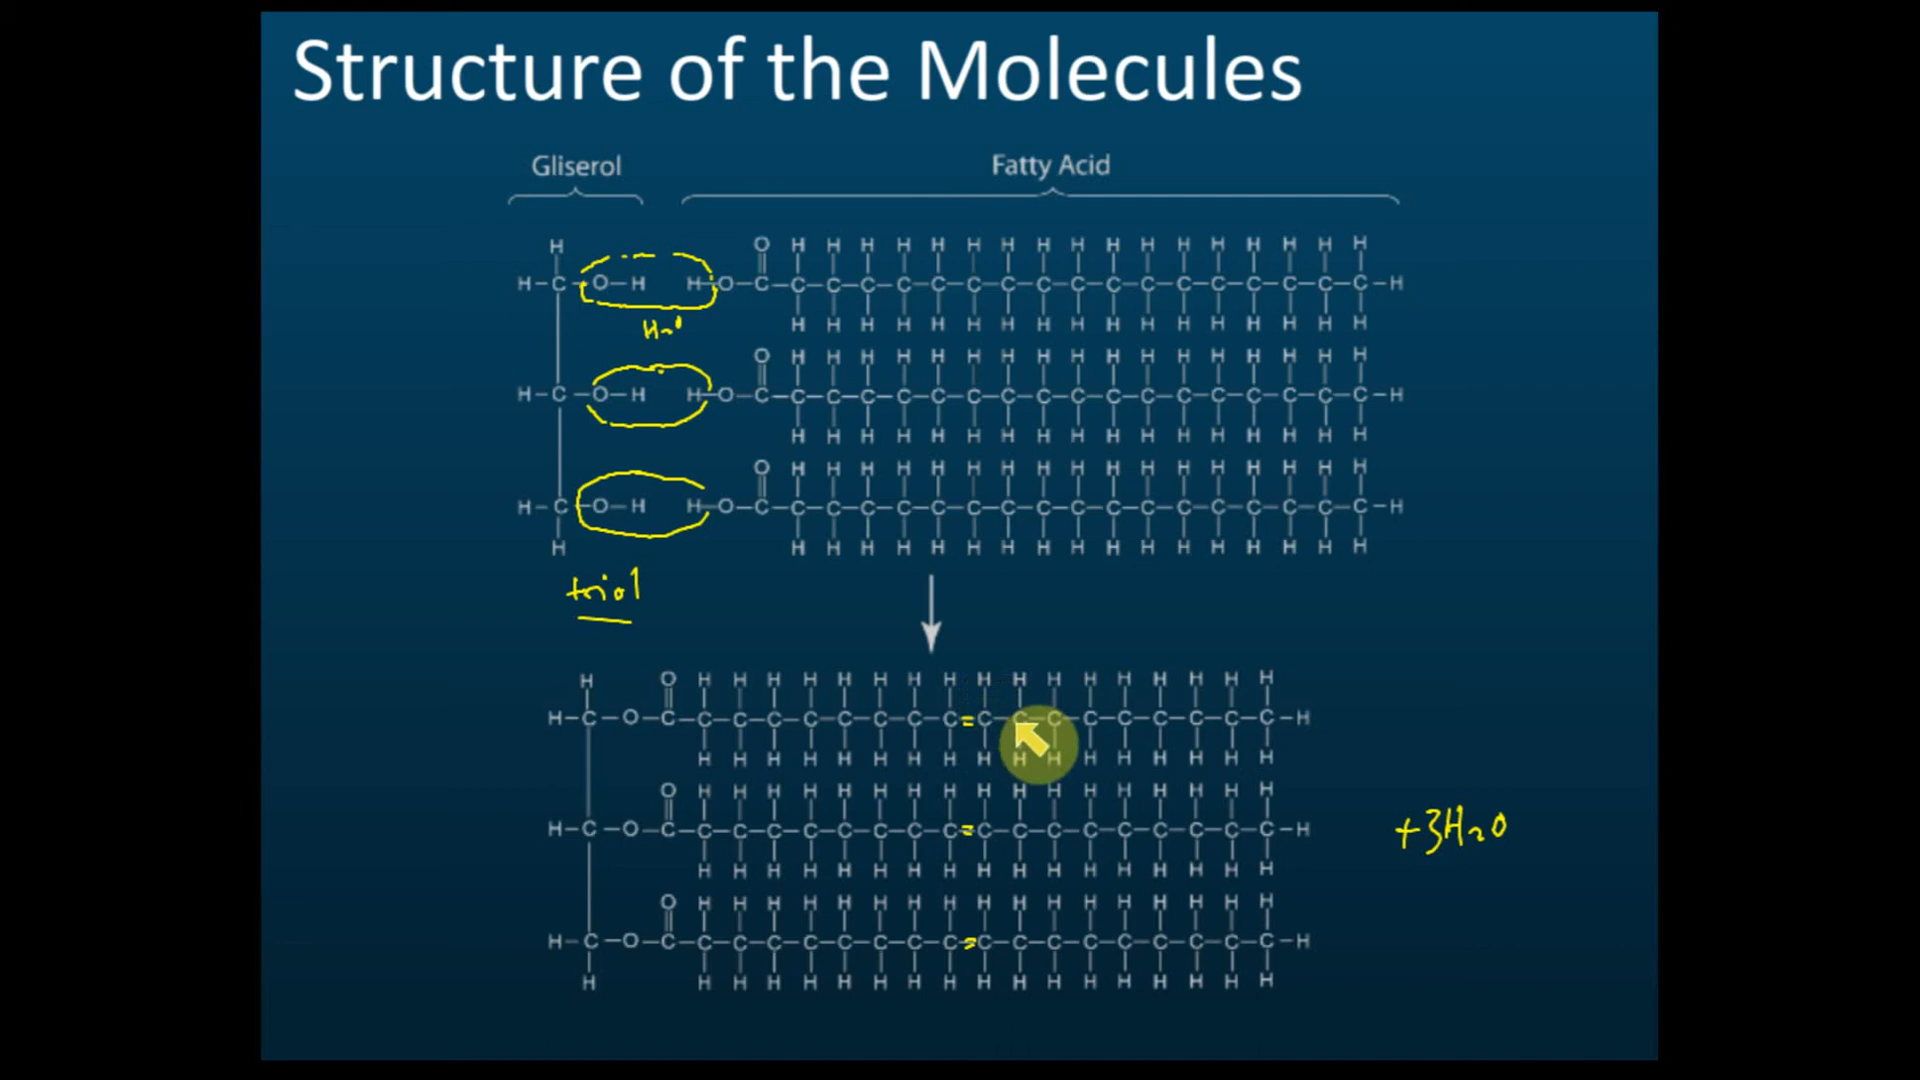 Structure of the Molecules
Gliserol Fatty Acid
H O H H H H H H H H H H H H H H H H H
H-C-O-H H-O-C-C-C-C-C-C-C-C-C-C-C-C-C-C-C-C-C-C-H
H H H H H H H H H H H H H H H H H
H₂O
O H H H H H H H H H H H H H H H H H
H-C-O-H H-O-C-C-C-C-C-C-C-C-C-C-C-C-C-C-C-C-C-C-H
H H H H H H H H H H H H H H H H H
O H H H H H H H H H H H H H H H H H
H-C-O-H H-O-C-C-C-C-C-C-C-C-C-C-C-C-C-C-C-C-C-C-H
H H H H H H H H H H H H H H H H H H
triol
H O H H H H H H H H H H H H H H H H H
H-C-O-C-C-C-C-C-C-C-C-C=C-C-C-C-C-C-C-C-C-H
H H H H H H H H H H H H H H H H H
O H H H H H H H H H H H H H H H H H
H-C-O-C-C-C-C-C-C-C-C-C=C-C-C-C-C-C-C-C-C-H
+3H₂O
H H H H H H H H H H H H H H H H H
O H H H H H H H H H H H H H H H H H
H-C-O-C-C-C-C-C-C-C-C-C=C-C-C-C-C-C-C-C-C-H
H H H H H H H H H H H H H H H H H H